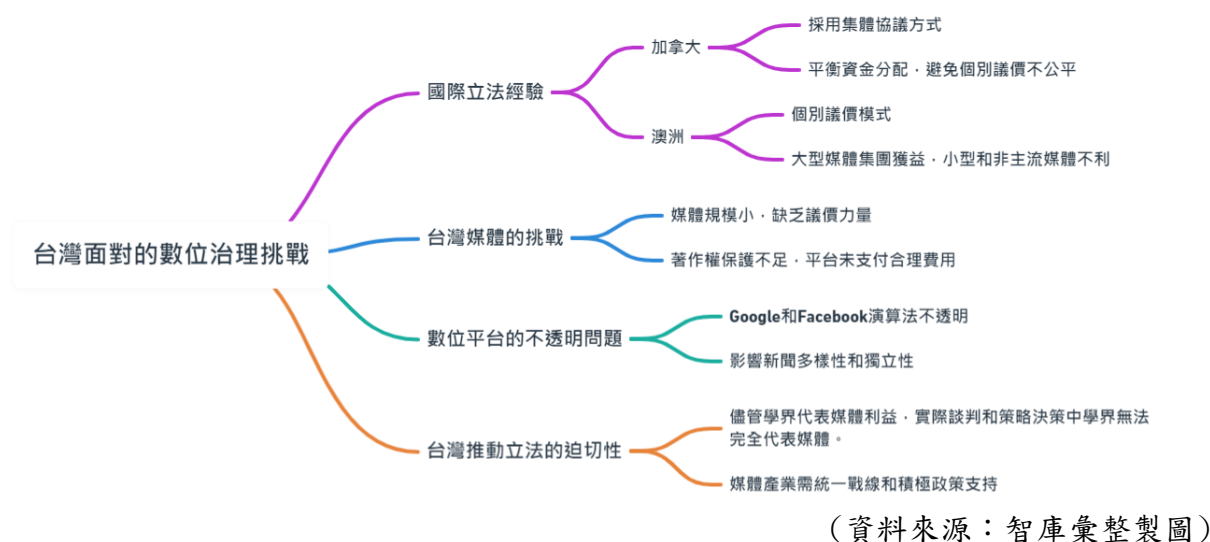 台灣面對的數位治理挑戰
國際立法經驗
加拿大
採用集體協議方式
平衡資金分配，避免個別議價不公平
澳洲
個別議價模式
大型媒體集團獲益，小型和非主流媒體不利
台灣媒體的挑戰
媒體規模小，缺乏議價力量
著作權保護不足，平台未支付合理費用
數位平台的不透明問題
Google和Facebook演算法不透明
影響新聞多樣性和獨立性
台灣推動立法的迫切性
儘管學界代表媒體利益，實際談判和策略決策中學界無法
完全代表媒體。
媒體產業需統一戰線和積極政策支持
（資料來源：智庫彙整製圖）